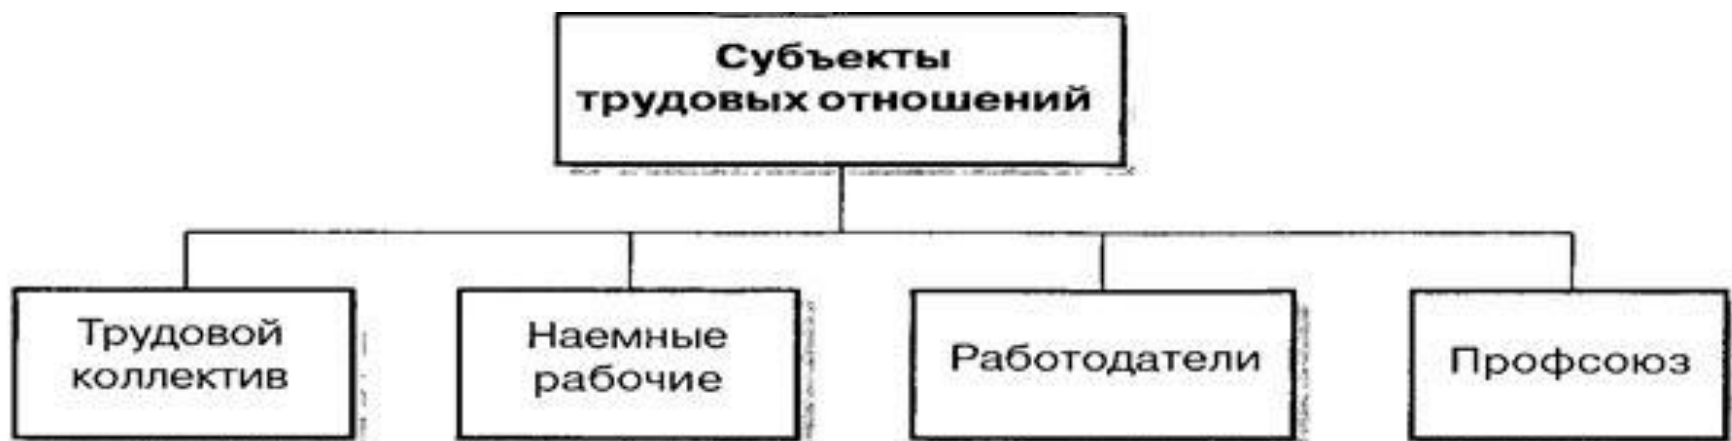 Субъекты
трудовых отношений
Трудовой
коллектив
Наемные
рабочие
Работодатели
Профсоюз